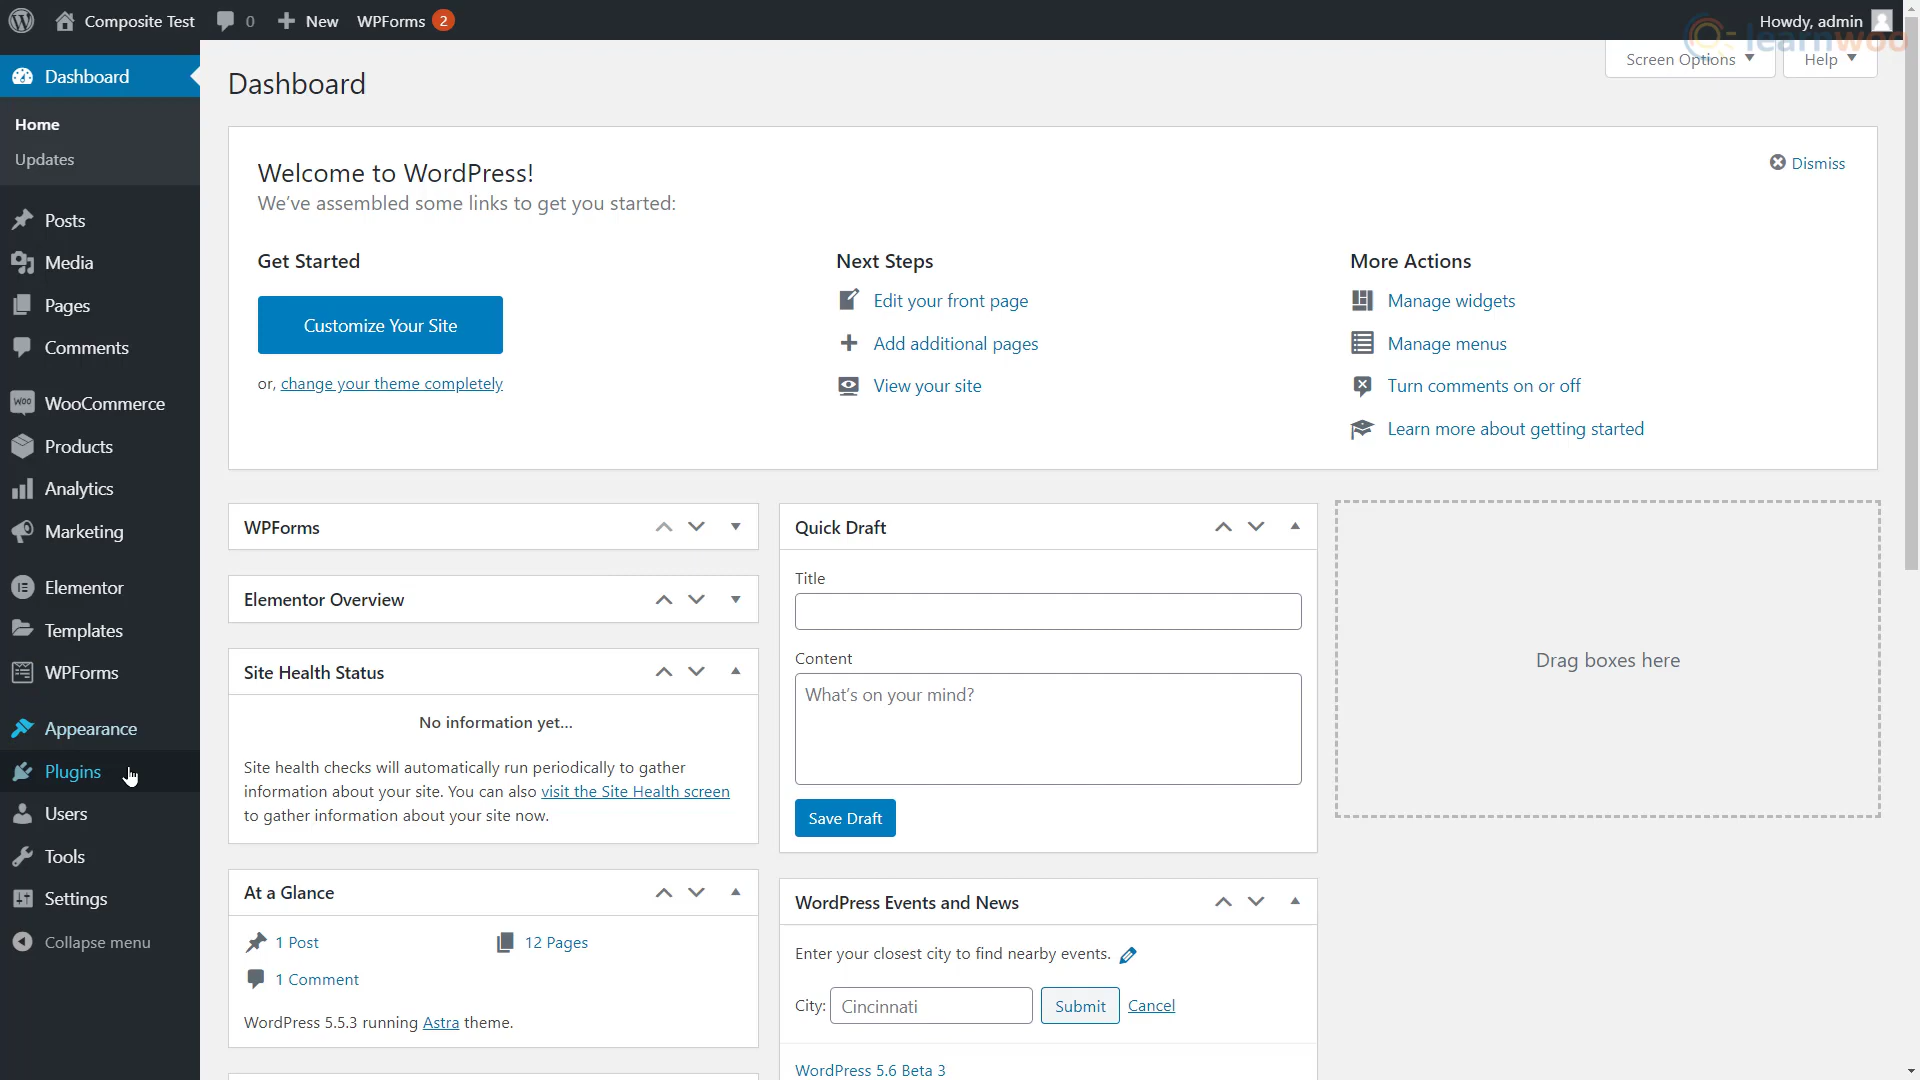 Composite Test
0
New
WPForms 2
Howdy, admin
learnwoo
Screen Options
Help
Dashboard
Home
Updates
Posts
Media
Pages
Comments
Woo WooCommerce
Products
Analytics
Marketing
Elementor
Templates
WPForms
Appearance
Plugins
Users
Tools
Settings
Collapse menu
Dashboard
Welcome to WordPress!
We've assembled some links to get you started:
Dismiss
Get Started
Customize Your Site
or, change your theme completely
Next Steps
Edit your front page
Add additional pages
View your site
More Actions
Manage widgets
Manage menus
Turn comments on or off
Learn more about getting started
WPForms
Elementor Overview
Site Health Status
No information yet...
Site health checks will automatically run periodically to gather
information about your site. You can also visit the Site Health screen
to gather information about your site now.
At a Glance
1 Post
12 Pages
1 Comment
WordPress 5.5.3 running Astra theme.
Quick Draft
Title
Content
What's on your mind?
Save Draft
WordPress Events and News
Enter your closest city to find nearby events.
City: Cincinnati Submit Cancel
WordPress 5.6 Beta 3
Drag boxes here